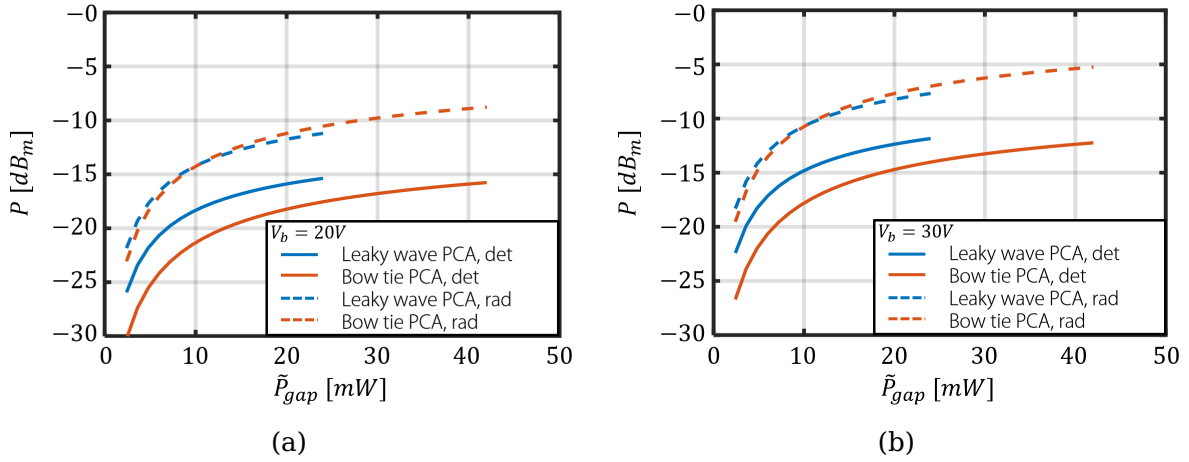 −0
−5
−10
−15
−20
−25
−30
P [dB_m]
V_b = 20V
Leaky wave PCA, det
Bow tie PCA, det
Leaky wave PCA, rad
Bow tie PCA, rad
0 10 20 30 40 50
P̃_gap [mW]
(a)
−0
−5
−10
−15
−20
−25
−30
P [dB_m]
V_b = 30V
Leaky wave PCA, det
Bow tie PCA, det
Leaky wave PCA, rad
Bow tie PCA, rad
0 10 20 30 40 50
P̃_gap [mW]
(b)